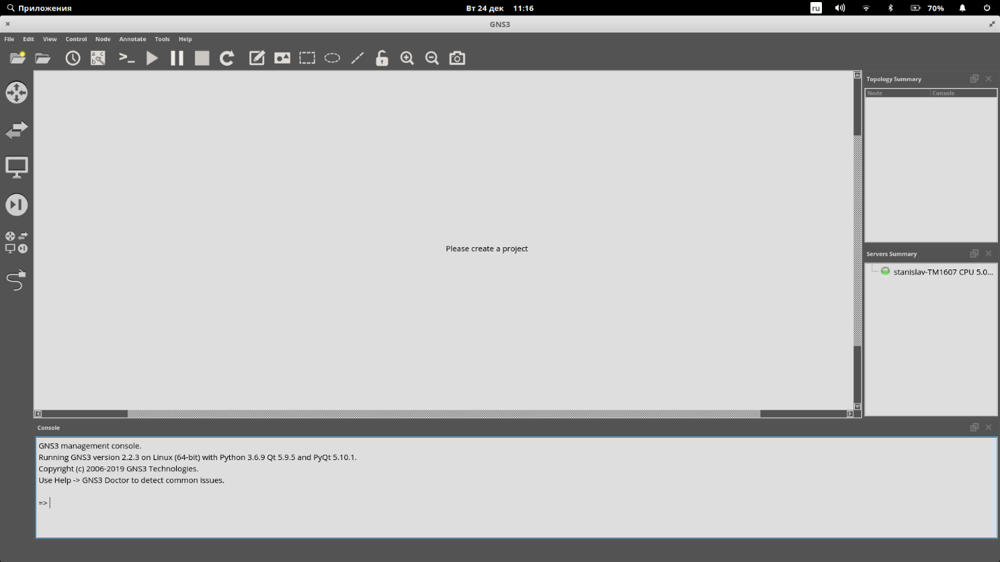 Приложения
Вт 24 дек 11:16
ru
70%
GNS3
File Edit View Control Node Annotate Tools Help
Topology Summary
Node Console
Please create a project
Servers Summary
stanislav-TM1607 CPU 5.0...
Console
GNS3 management console.
Running GNS3 version 2.2.3 on Linux (64-bit) with Python 3.6.9 Qt 5.9.5 and PyQt 5.10.1.
Copyright (c) 2006-2019 GNS3 Technologies.
Use Help -> GNS3 Doctor to detect common issues.
=>